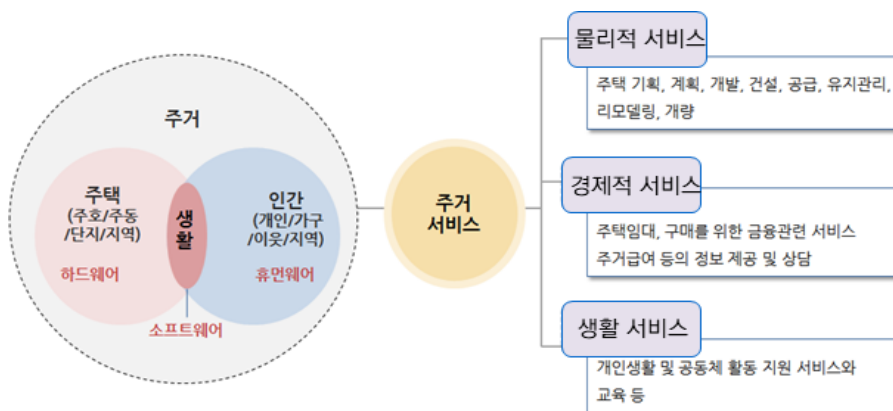 주거
주택
(주호/주동
/단지/지역)
하드웨어
생
활
인간
(개인/가구
/이웃/지역)
휴먼웨어
소프트웨어
주거
서비스
물리적 서비스
주택 기획, 계획, 개발, 건설, 공급, 유지관리,
리모델링, 개량
경제적 서비스
주택임대, 구매를 위한 금융관련 서비스
주거급여 등의 정보 제공 및 상담
생활 서비스
개인생활 및 공동체 활동 지원 서비스와
교육 등